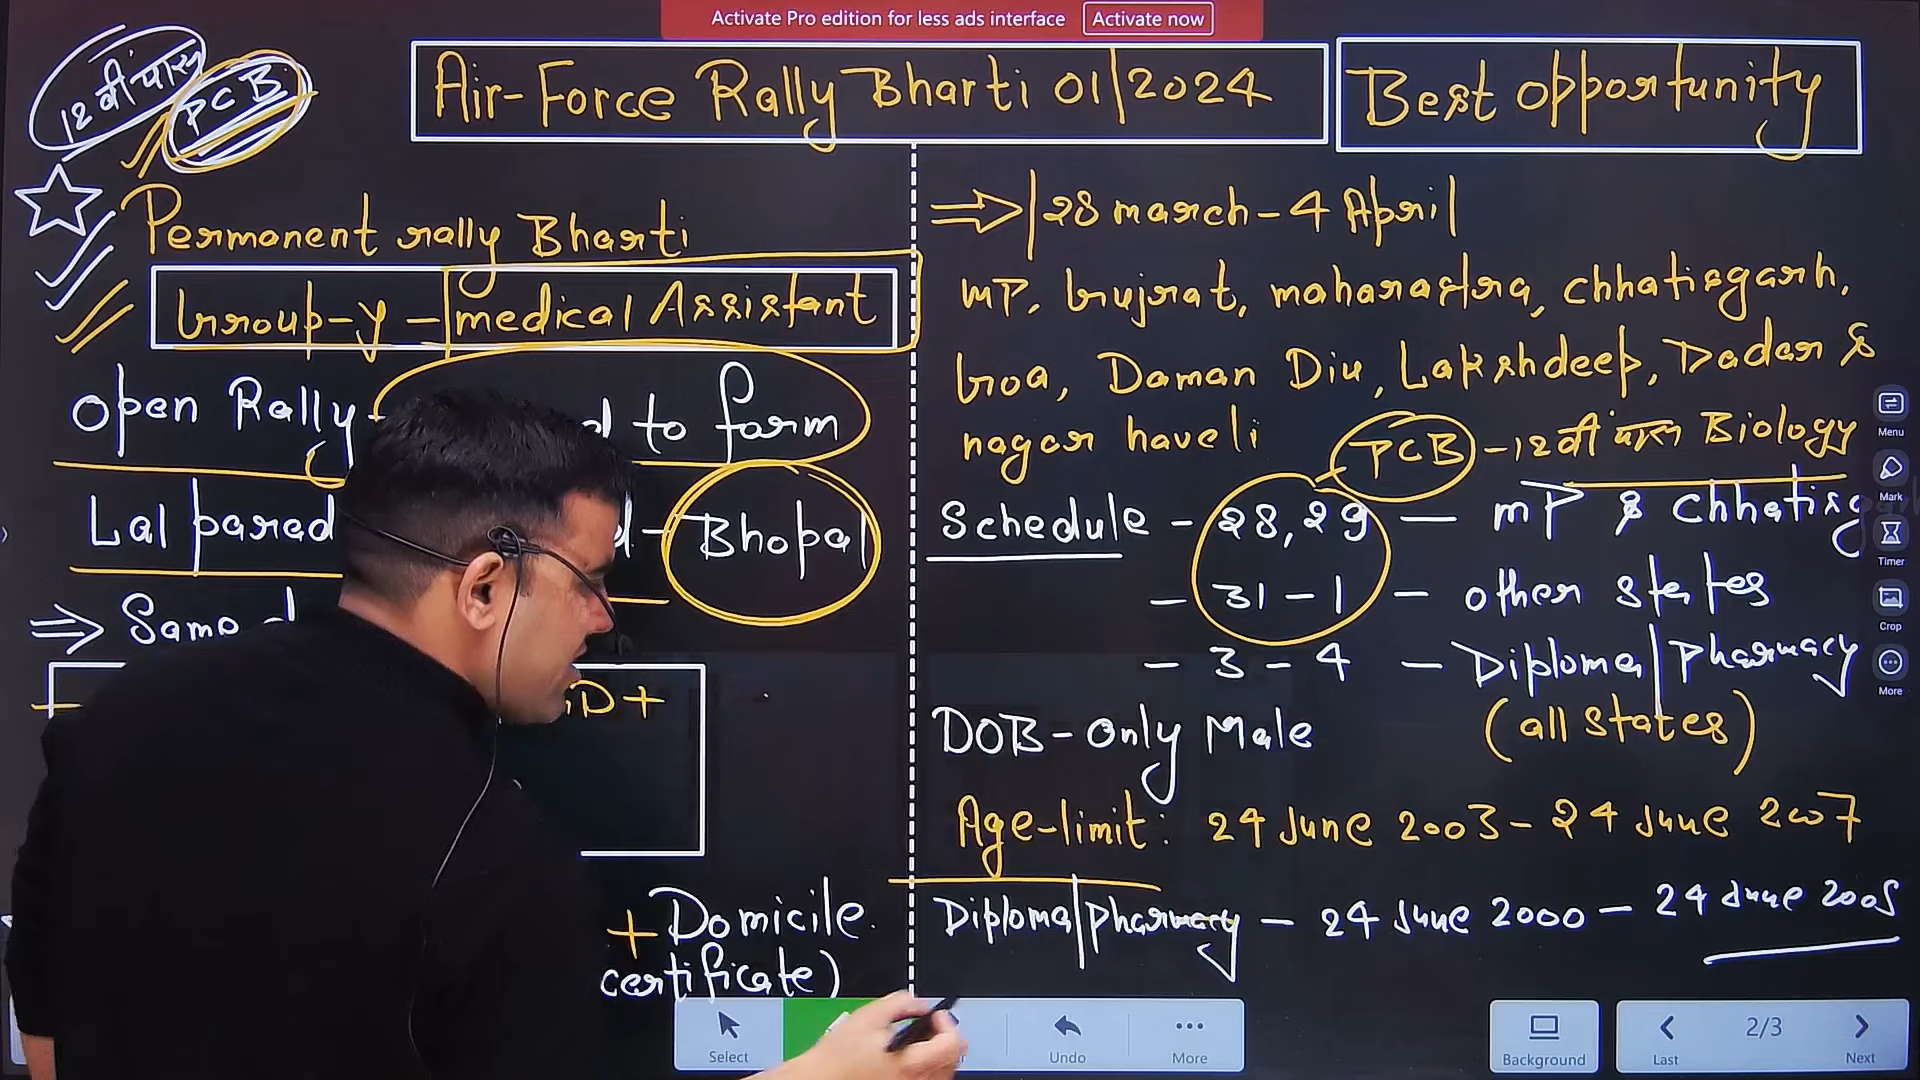 Activate Pro edition for less ads interface Activate now
12 वी पास
PCB
Air-Force Rally Bharti 01/2024
Best opportunity
Permanent rally Bharti
Group-y - medical Assistant
Open Rally - to form
Lal parad - Bhopal
⇒ Same
+
+ Domicile
certificate)
⇒ 28 march - 4 April
MP, Gujrat, maharastra, chhatisgarh,
Goa, Daman Diu, Lakshdeep, Dadar &
nagar haveli
PCB - 12 वी पास Biology
Schedule - 28, 29 — MP & Chhatisg
- 31 - 1 - other states
- 3 - 4 - Diploma/Pharmacy
(all states)
DOB - Only Male
Age-limit: 24 June 2003 - 24 June 2007
Diploma/pharmacy - 24 June 2000 - 24 June 2005
Menu
Mark
Timer
Crop
More
Select
Undo
More
Background
Last
2/3
Next